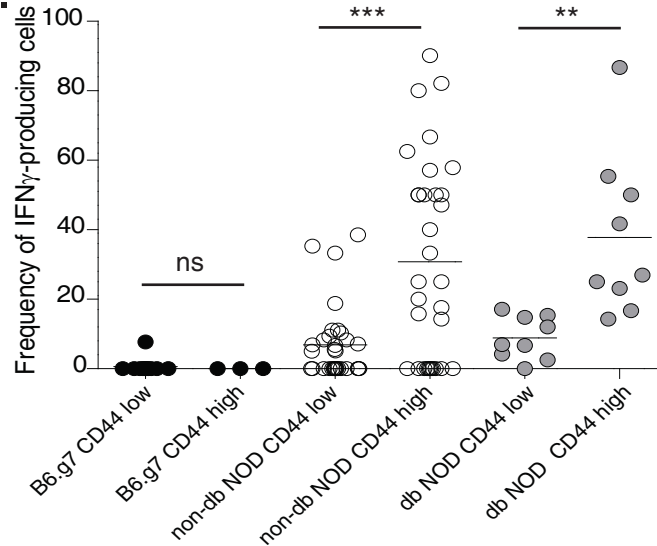 Frequency of IFNγ-producing cells
100
80
60
40
20
0
ns
***
**
B6.g7 CD44 low
B6.g7 CD44 high
non-db NOD CD44 low
non-db NOD CD44 high
db NOD CD44 low
db NOD CD44 high